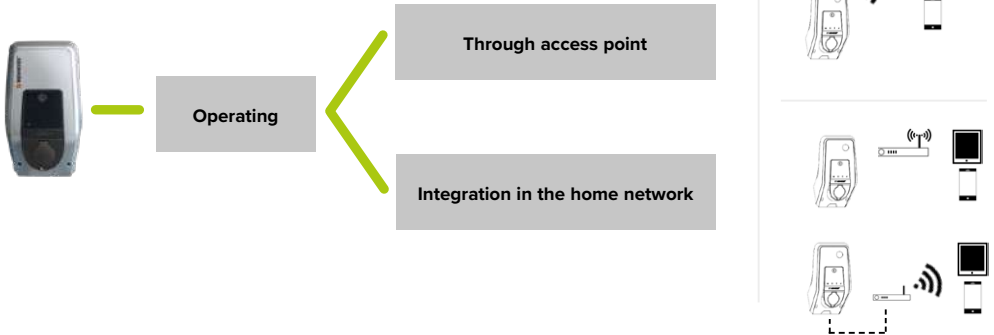 Through access point
Operating
Integration in the home network